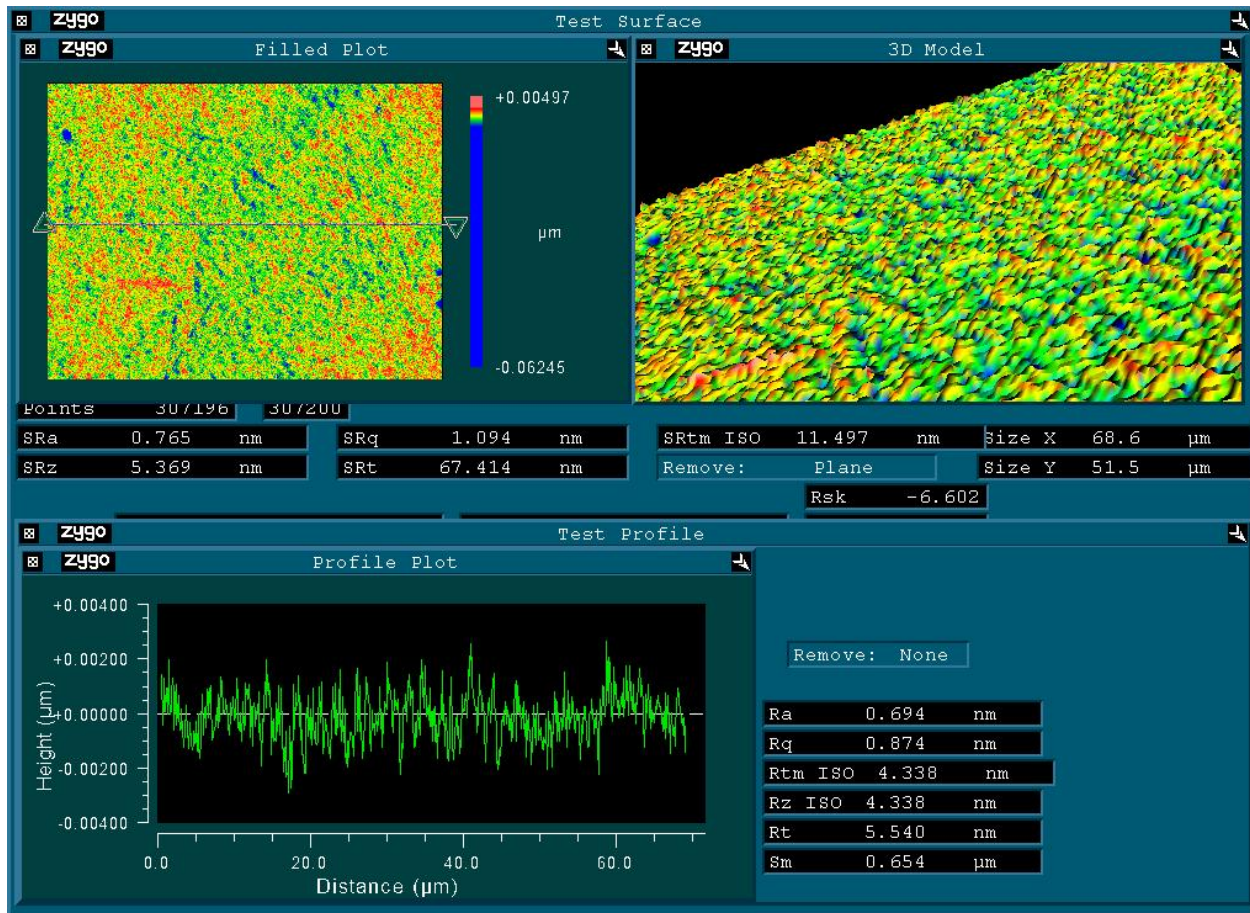 zygo Test Surface
zygo Filled Plot
+0.00497
µm
-0.06245
zygo 3D Model
Points 307196 307200
SRa 0.765 nm SRq 1.094 nm SRtm ISO 11.497 nm Size X 68.6 µm
SRz 5.369 nm SRt 67.414 nm Remove: Plane Size Y 51.5 µm
Rsk -6.602
zygo Test Profile
zygo Profile Plot
+0.00400
+0.00200
+0.00000
-0.00200
-0.00400
Height (µm)
0.0 20.0 40.0 60.0
Distance (µm)
Remove: None
Ra 0.694 nm
Rq 0.874 nm
Rtm ISO 4.338 nm
Rz ISO 4.338 nm
Rt 5.540 nm
Sm 0.654 µm